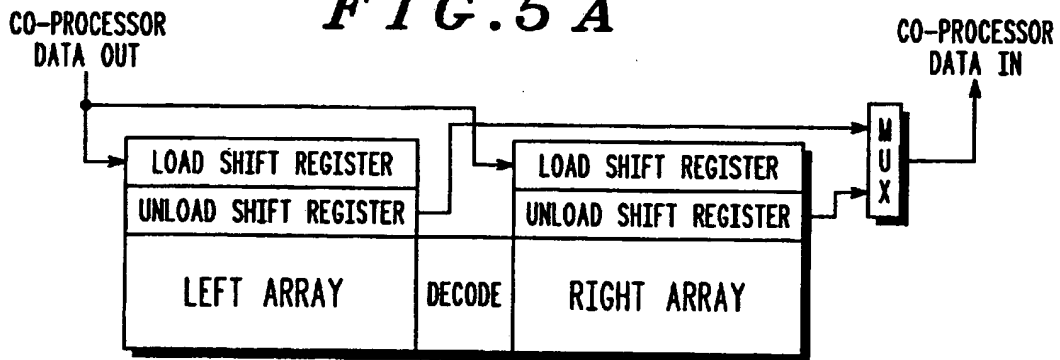 FIG.5A
CO-PROCESSOR
DATA OUT
CO-PROCESSOR
DATA IN
LOAD SHIFT REGISTER
UNLOAD SHIFT REGISTER
LEFT ARRAY
DECODE
LOAD SHIFT REGISTER
UNLOAD SHIFT REGISTER
RIGHT ARRAY
MUX